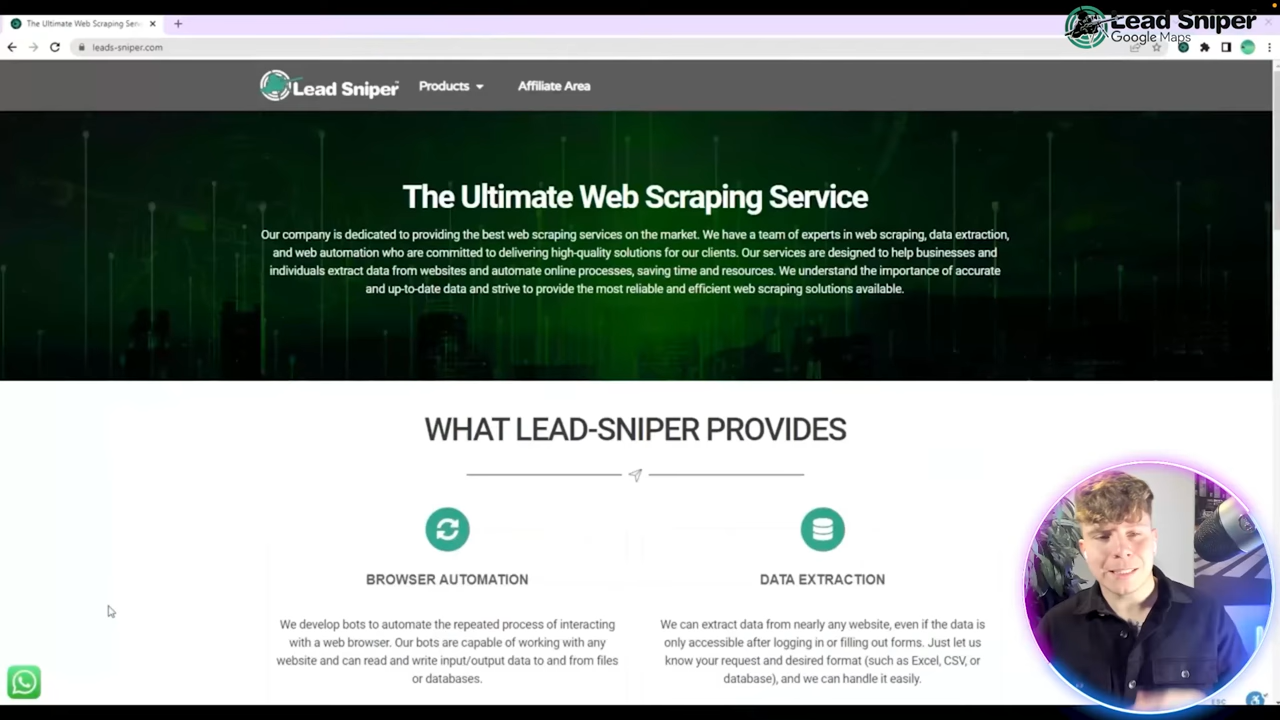 The Ultimate Web Scraping Serv
Lead Sniper
Google Maps
leads-sniper.com
Lead Sniper
Products
Affiliate Area
The Ultimate Web Scraping Service
Our company is dedicated to providing the best web scraping services on the market. We have a team of experts in web scraping, data extraction,
and web automation who are committed to delivering high-quality solutions for our clients. Our services are designed to help businesses and
individuals extract data from websites and automate online processes, saving time and resources. We understand the importance of accurate
and up-to-date data and strive to provide the most reliable and efficient web scraping solutions available.
WHAT LEAD-SNIPER PROVIDES
BROWSER AUTOMATION
We develop bots to automate the repeated process of interacting
with a web browser. Our bots are capable of working with any
website and can read and write input/output data to and from files
or databases.
DATA EXTRACTION
We can extract data from nearly any website, even if the data is
only accessible after logging in or filling out forms. Just let us
know your request and desired format (such as Excel, CSV, or
database), and we can handle it easily.